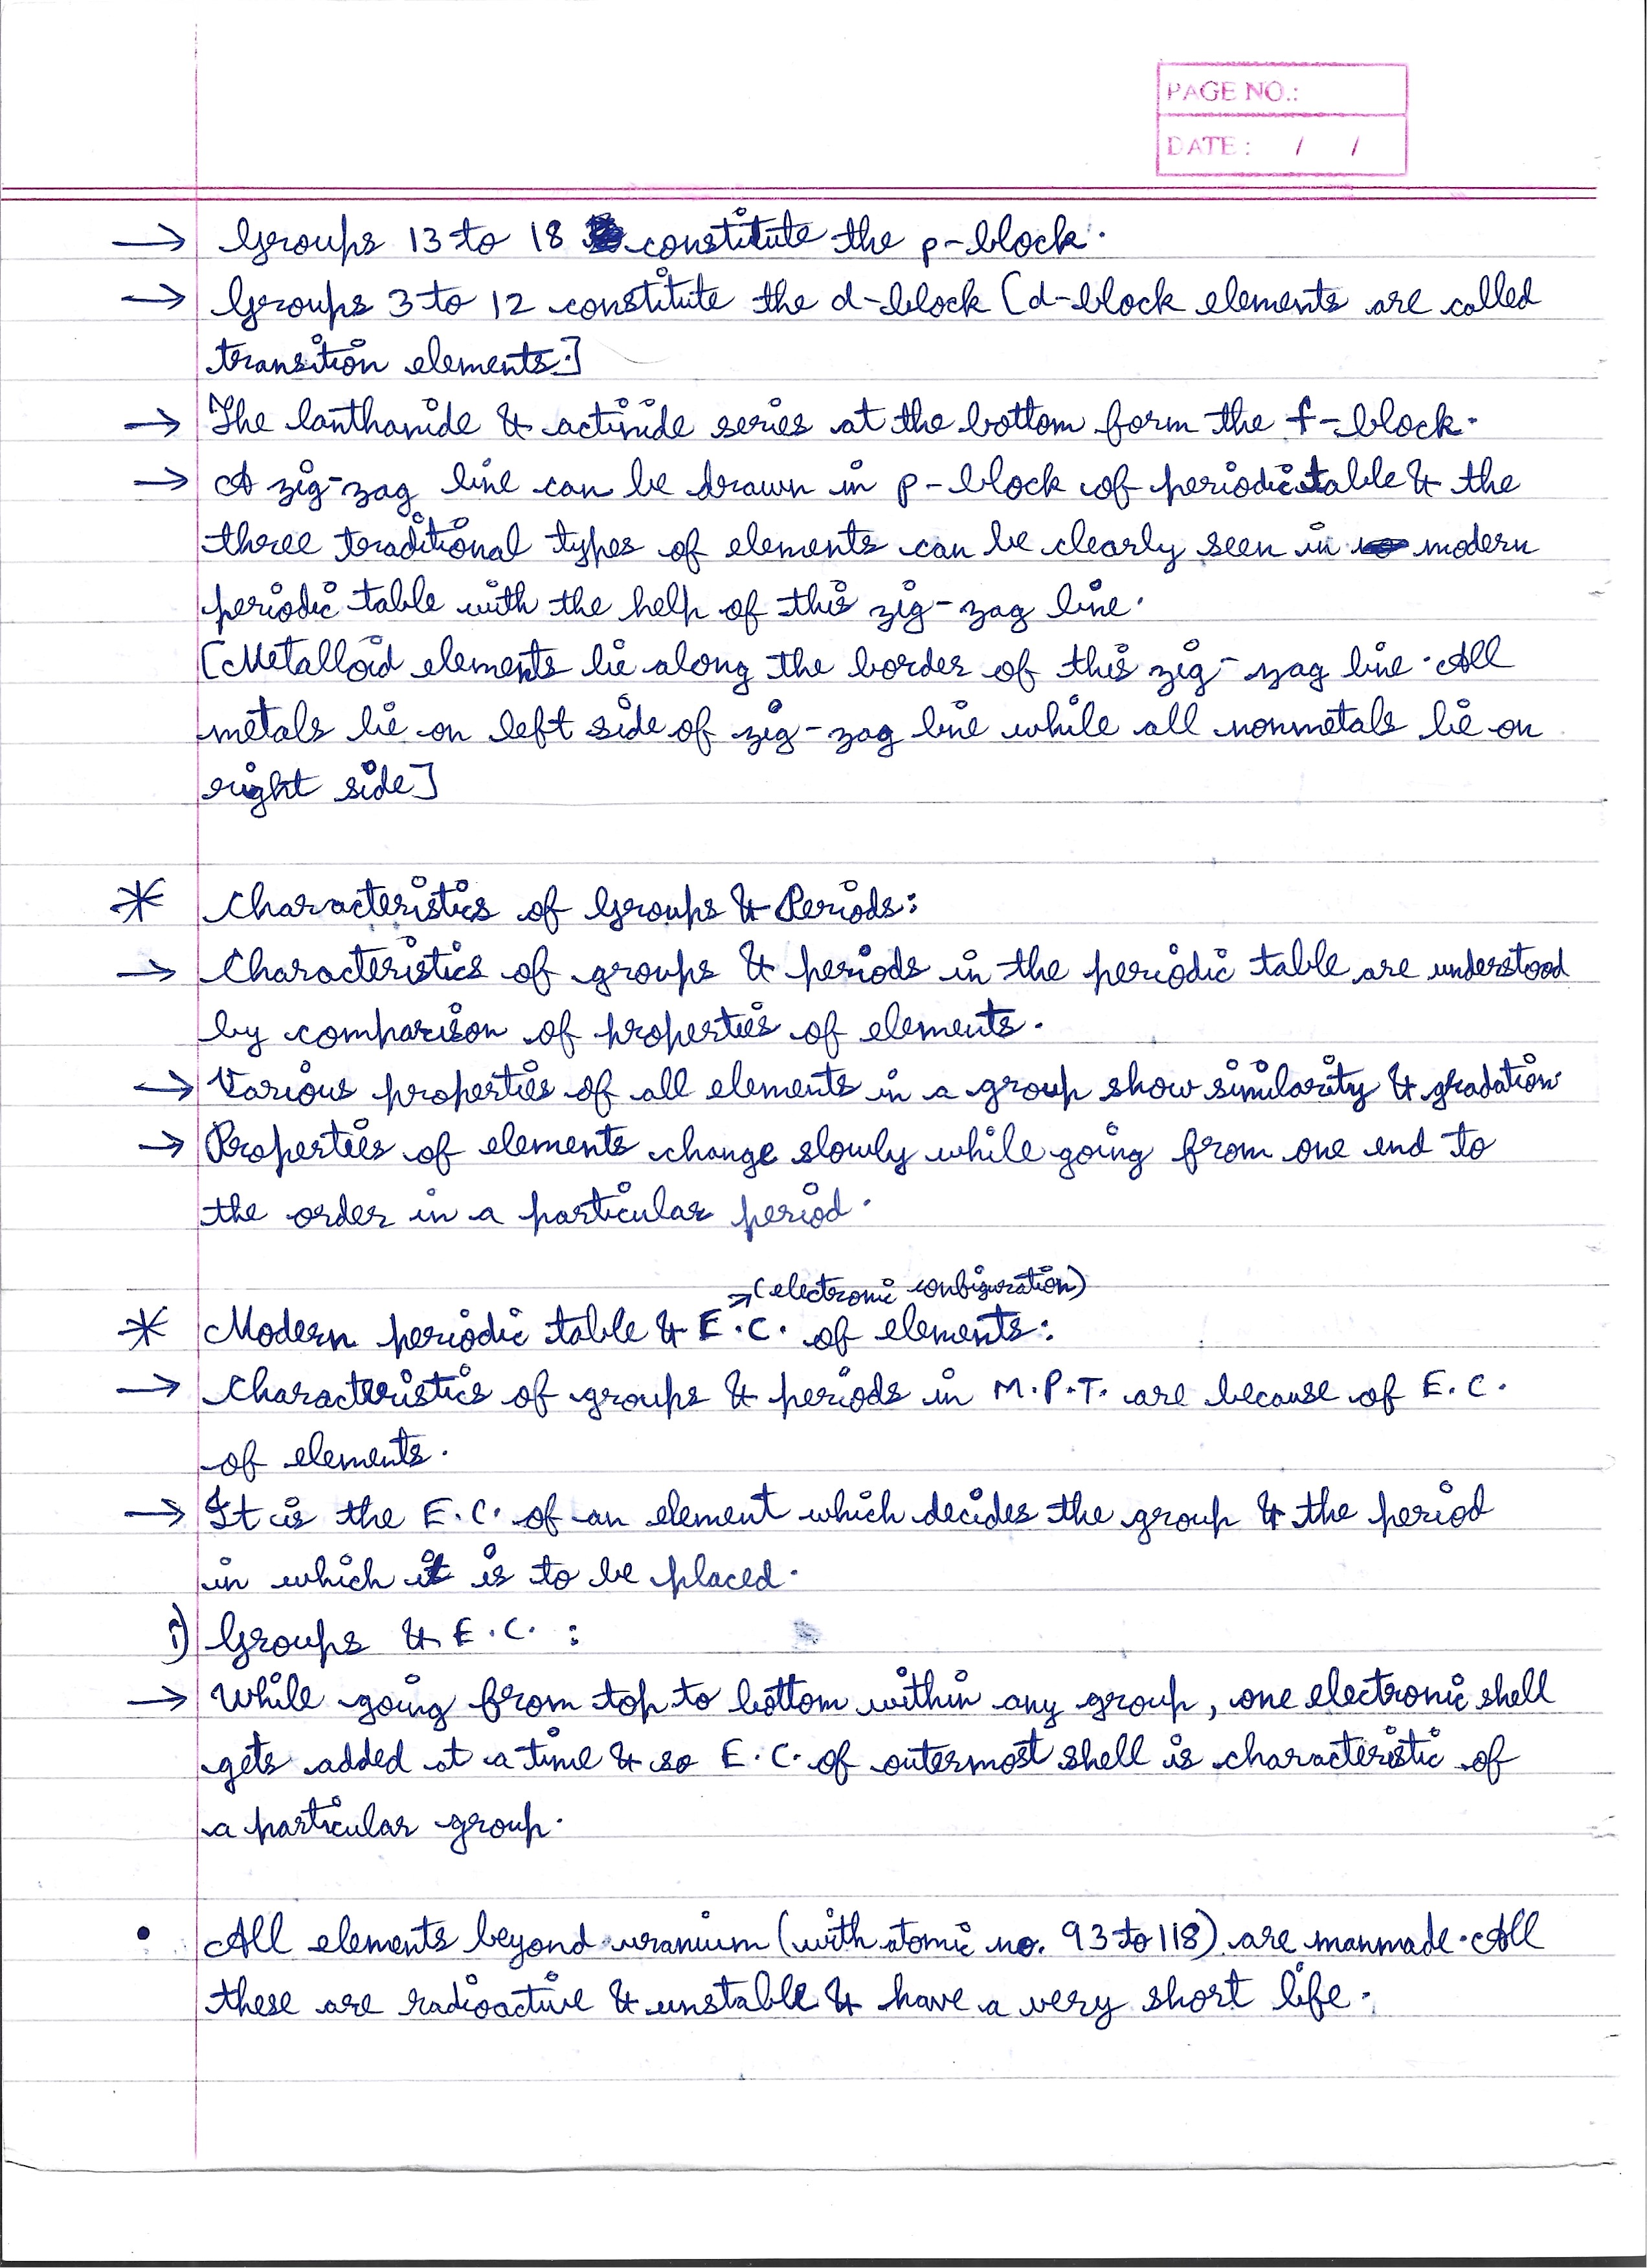 PAGE NO.:
DATE : / /
→ Groups 13 to 18 constitute the p-block.
→ Groups 3 to 12 constitute the d-block [d-block elements are called
transition elements.]
→ The lanthanide & actinide series at the bottom form the f-block.
→ A zig-zag line can be drawn in p-block of periodic table & the
three traditional types of elements can be clearly seen in modern
periodic table with the help of this zig-zag line.
[Metalloid elements lie along the border of this zig-zag line. All
metals lie on left side of zig-zag line while all nonmetals lie on
right side]
* Characteristics of Groups & Periods:
→ Characteristics of groups & periods in the periodic table are understood
by comparison of properties of elements.
→ Various properties of all elements in a group show similarity & gradation
→ Properties of elements change slowly while going from one end to
the order in a particular period.
→ (electronic configuration)
* Modern periodic table & E.C. of elements:
→ Characteristics of groups & periods in M.P.T. are because of E.C.
of elements.
→ It is the E.C. of an element which decides the group & the period
in which it is to be placed.
i) Groups & E.C. :
→ While going from top to bottom within any group, one electronic shell
gets added at a time & so E.C. of outermost shell is characteristic of
a particular group.
• All elements beyond uranium (with atomic no. 93 to 118) are manmade. All
these are radioactive & unstable & have a very short life.